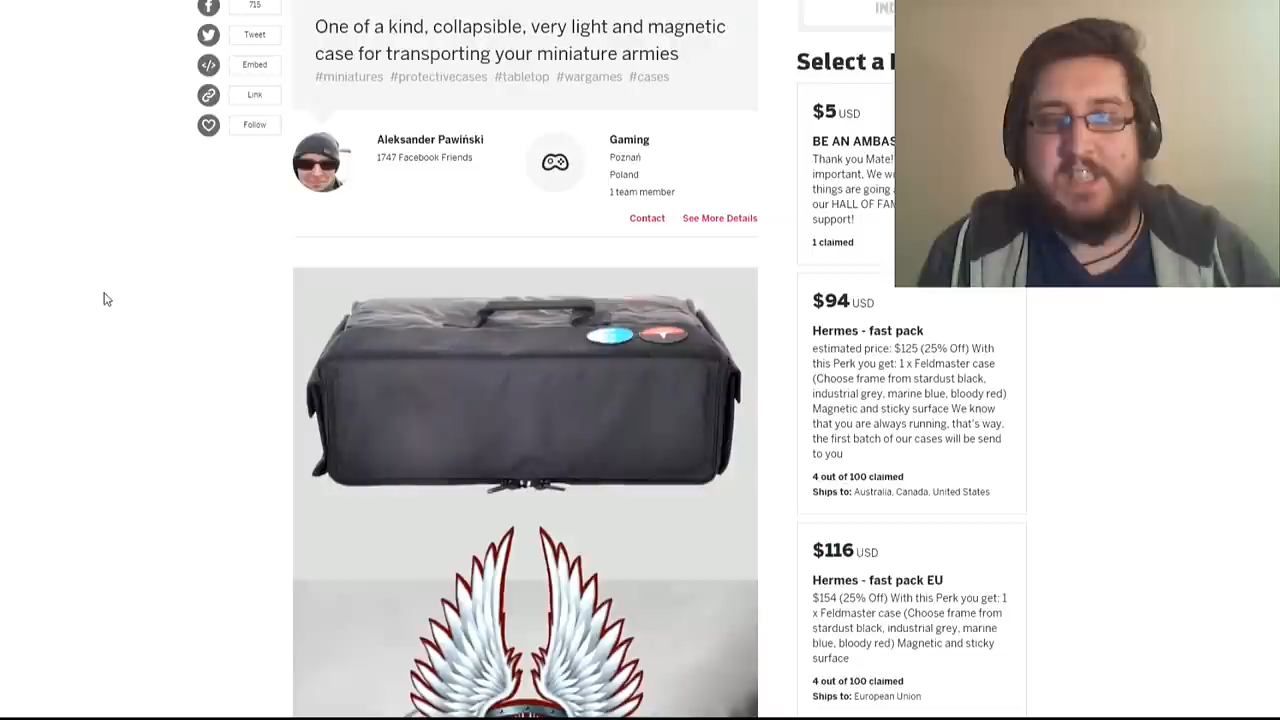 715
Tweet
Embed
Link
Follow
One of a kind, collapsible, very light and magnetic
case for transporting your miniature armies
#miniatures #protectivecases #tabletop #wargames #cases
Aleksander Pawiński
1747 Facebook Friends
Gaming
Poznań
Poland
1 team member
Contact See More Details
Select a
$5 USD
BE AN AMBAS
Thank you Mate!
important. We
things are going
our HALL OF FAM
support!
1 claimed
$94 USD
Hermes - fast pack
estimated price: $125 (25% Off) With
this Perk you get: 1 x Feldmaster case
(Choose frame from stardust black,
industrial grey, marine blue, bloody red)
Magnetic and sticky surface We know
that you are always running, that's way,
the first batch of our cases will be send
to you
4 out of 100 claimed
Ships to: Australia, Canada, United States
$116 USD
Hermes - fast pack EU
$154 (25% Off) With this Perk you get: 1
x Feldmaster case (Choose frame from
stardust black, industrial grey, marine
blue, bloody red) Magnetic and sticky
surface
4 out of 100 claimed
Ships to: European Union